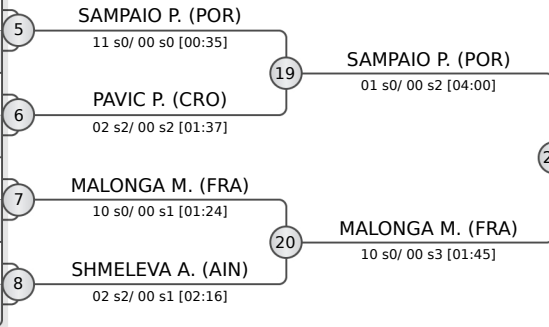 5
SAMPAIO P. (POR)
11 s0/ 00 s0 [00:35]
19
SAMPAIO P. (POR)
01 s0/ 00 s2 [04:00]
6
PAVIC P. (CRO)
02 s2/ 00 s2 [01:37]
7
MALONGA M. (FRA)
10 s0/ 00 s1 [01:24]
20
MALONGA M. (FRA)
10 s0/ 00 s3 [01:45]
8
SHMELEVA A. (AIN)
02 s2/ 00 s1 [02:16]